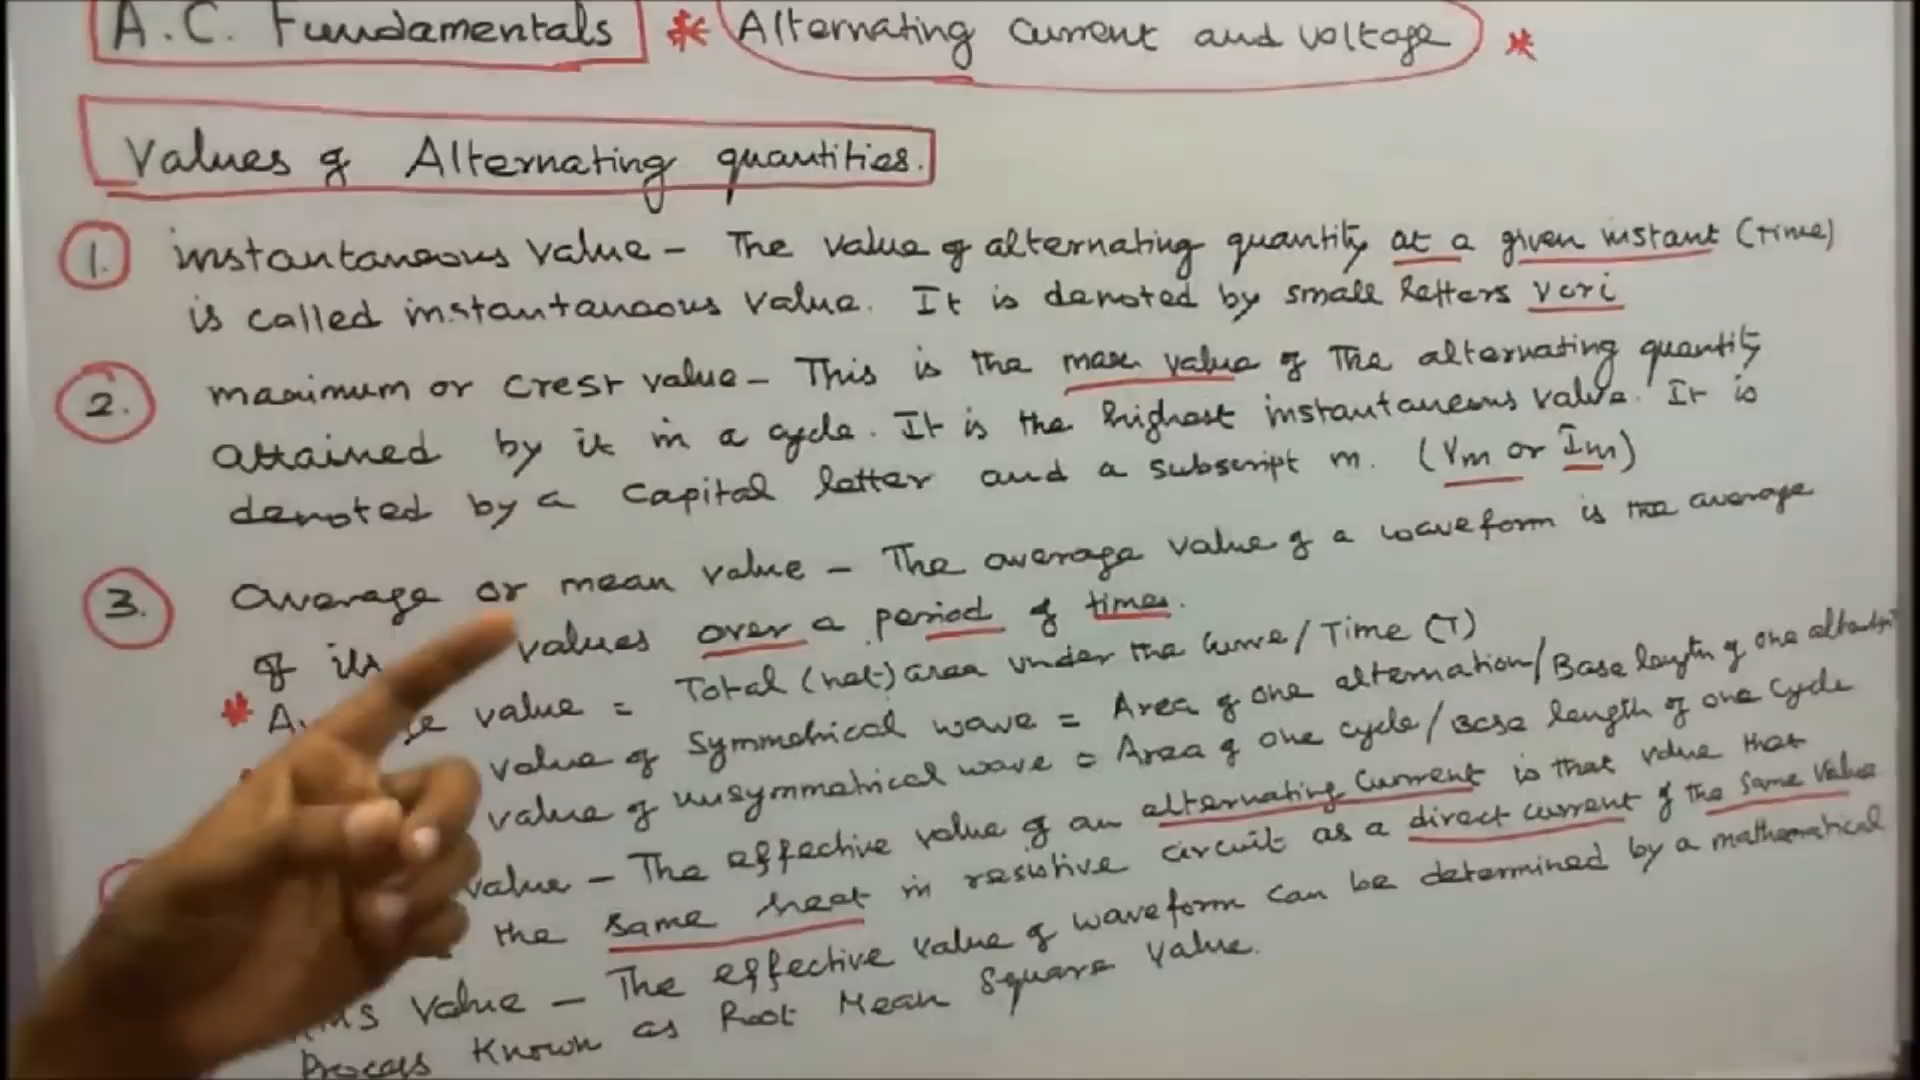 A.C. Fundamentals * Alternating Current and voltage *
Values of Alternating quantities.
1. instantaneous value - The value of alternating quantity at a given instant (Time)
is called instantaneous value. It is denoted by small letters v or i
2. maximum or crest value - This is the max value of the alternating quantity
attained by it in a cycle. It is the highest instantaneous value. It is
denoted by a capital letter and a subscript m. (Vm or Im)
3. average or mean value - The average value of a waveform is the average
of its values over a period of times.
* value = Total (net) area under the curve / Time (T)
value of Symmetrical wave = Area of one alternation / Base length of one
value of unsymmetrical wave = Area of one cycle / Base length of one cycle
value - The effective value of an alternating current is that value that
the same heat in resistive circuit as a direct current of the same value
RMS Value - The effective value of waveform can be determined by a mathematical
Process Known as Root Mean Square Value.